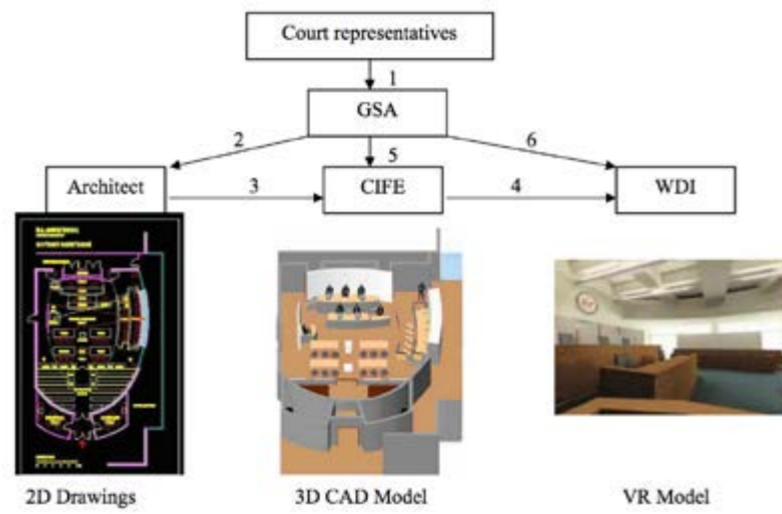 Court representatives
1
GSA
2
5
6
Architect
3
CIFE
4
WDI
2D Drawings
3D CAD Model
VR Model